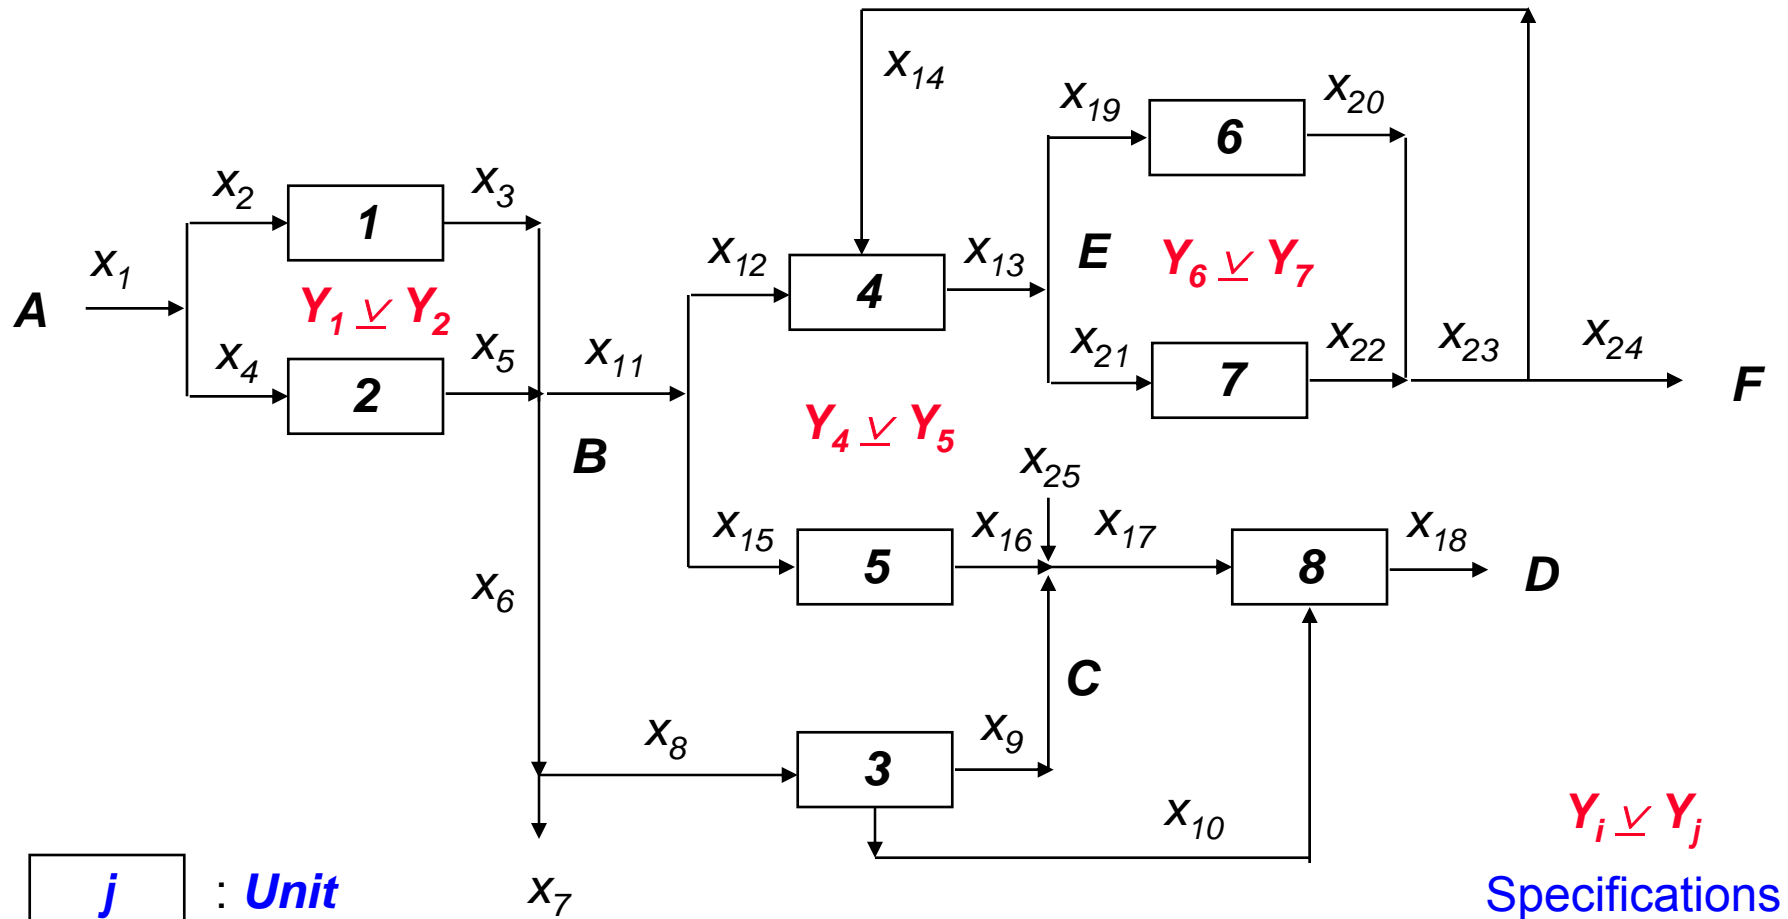 x14
x19
x20
6
x2
x3
1
x12
x13
E
Y6 ⊻ Y7
x1
4
A
Y1 ⊻ Y2
x4
x5
x11
x21
x22
x23
x24
2
7
F
Y4 ⊻ Y5
B
x25
x15
x16
x17
x18
5
8
D
x6
C
x8
x9
3
x10
Yi ⊻ Yj
j : Unit
x7
Specifications